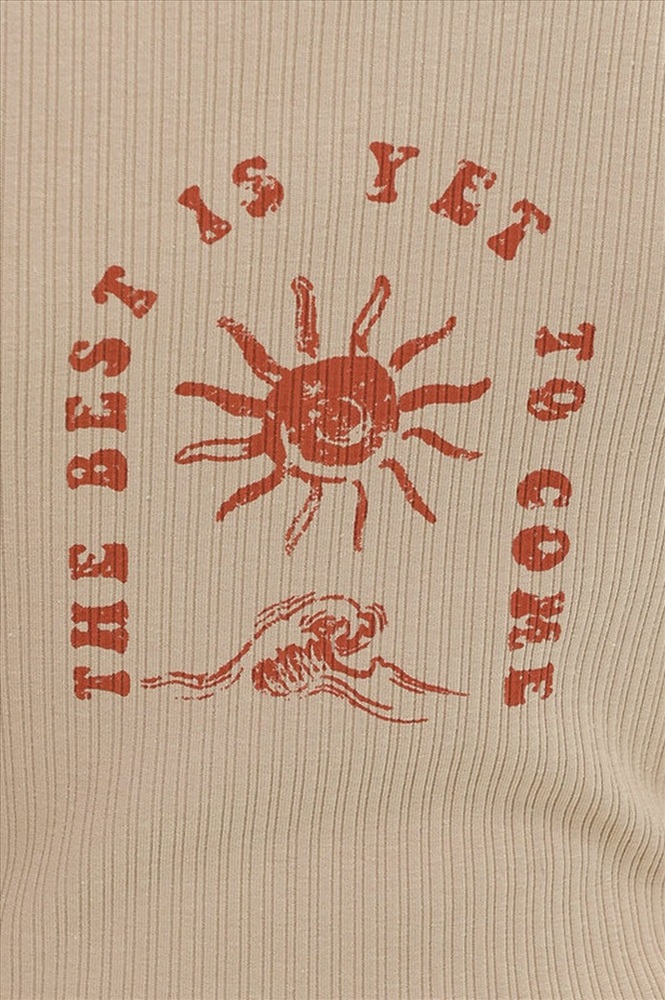 THE BEST IS YET TO COME